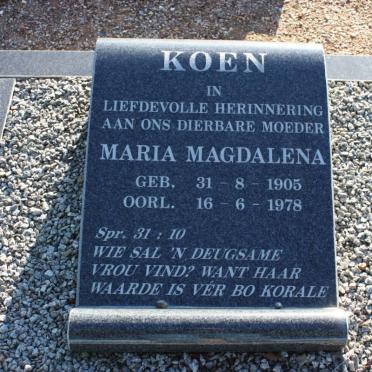 KOEN
IN
LIEFDEVOLLE HERINNERING
AAN ONS DIERBARE MOEDER
MARIA MAGDALENA
GEB. 31 - 8 - 1905
OORL. 16 - 6 - 1978
Spr. 31 : 10
WIE SAL 'N DEUGSAME
VROU VIND? WANT HAAR
WAARDE IS VÊR BO KORALE